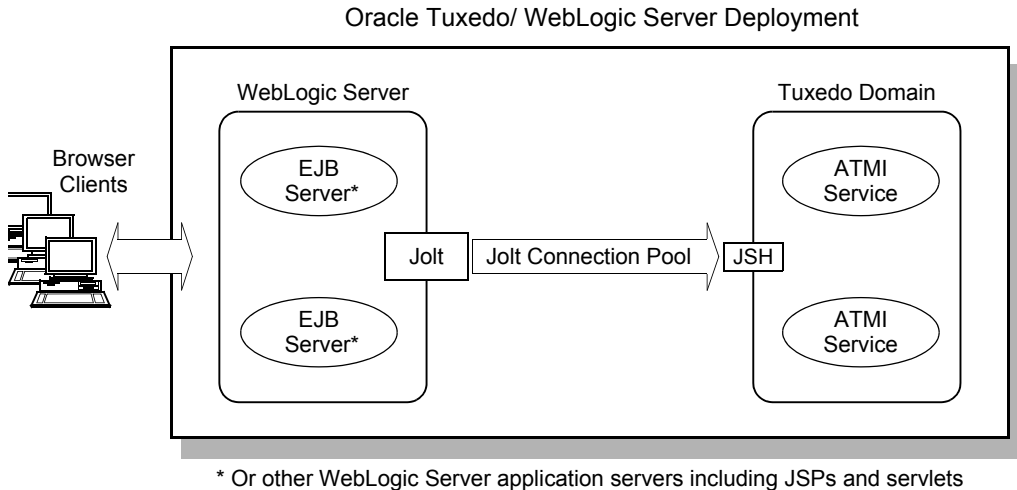 Oracle Tuxedo/ WebLogic Server Deployment
WebLogic Server
Tuxedo Domain
Browser
Clients
EJB
Server*
ATMI
Service
Jolt
Jolt Connection Pool
JSH
EJB
Server*
ATMI
Service
* Or other WebLogic Server application servers including JSPs and servlets